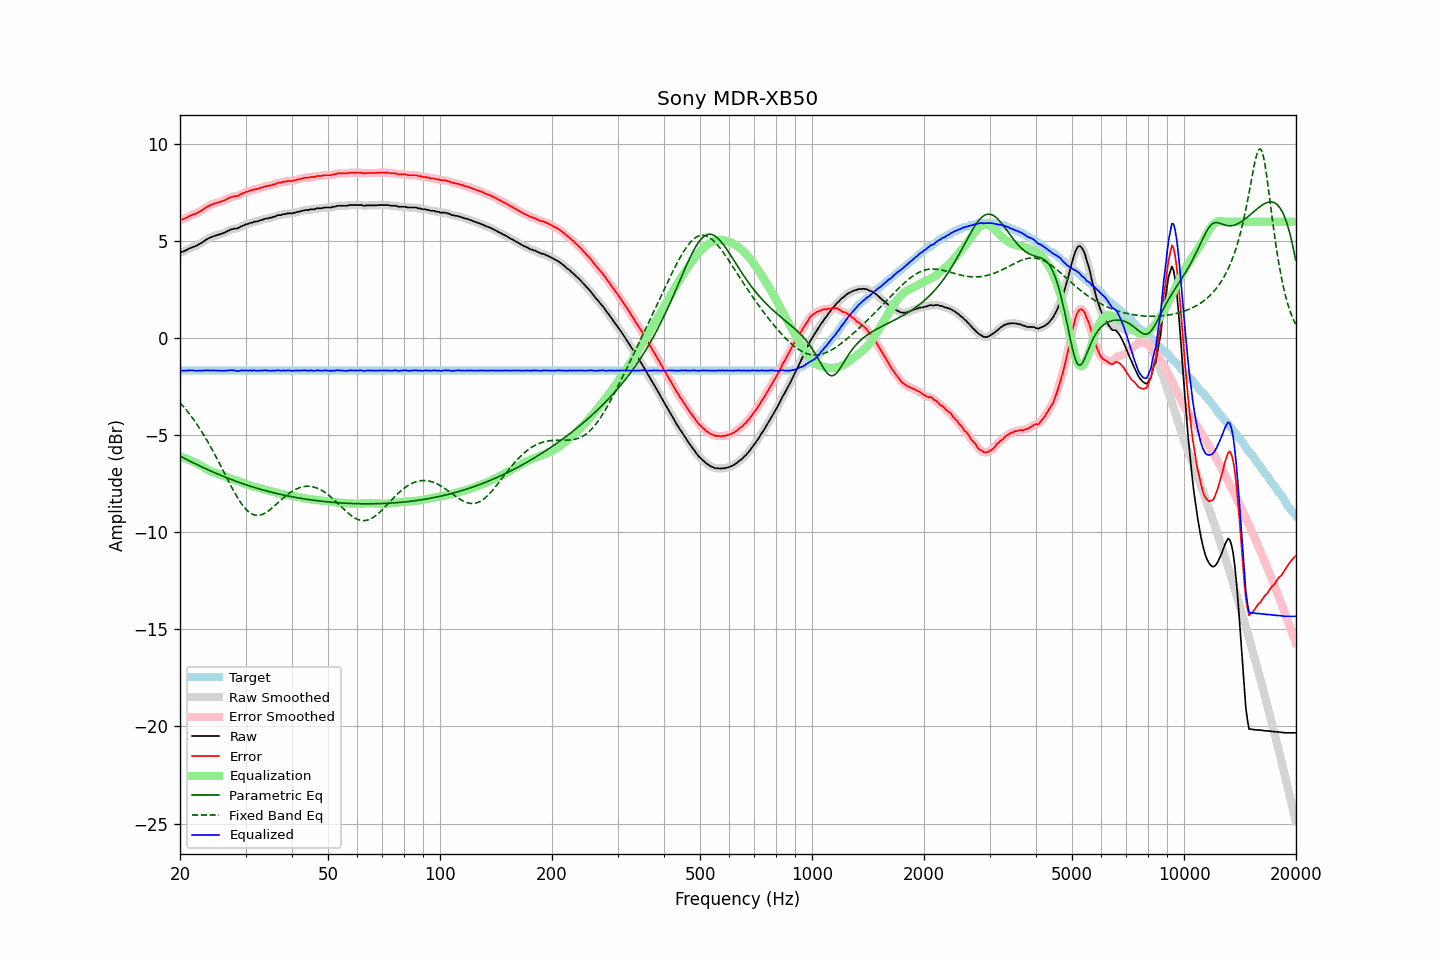 Sony MDR-XB50
Amplitude (dBr)
10
5
0
−5
−10
−15
−20
−25
Target
Raw Smoothed
Error Smoothed
Raw
Error
Equalization
Parametric Eq
Fixed Band Eq
Equalized
20 50 100 200 500 1000 2000 5000 10000 20000
Frequency (Hz)